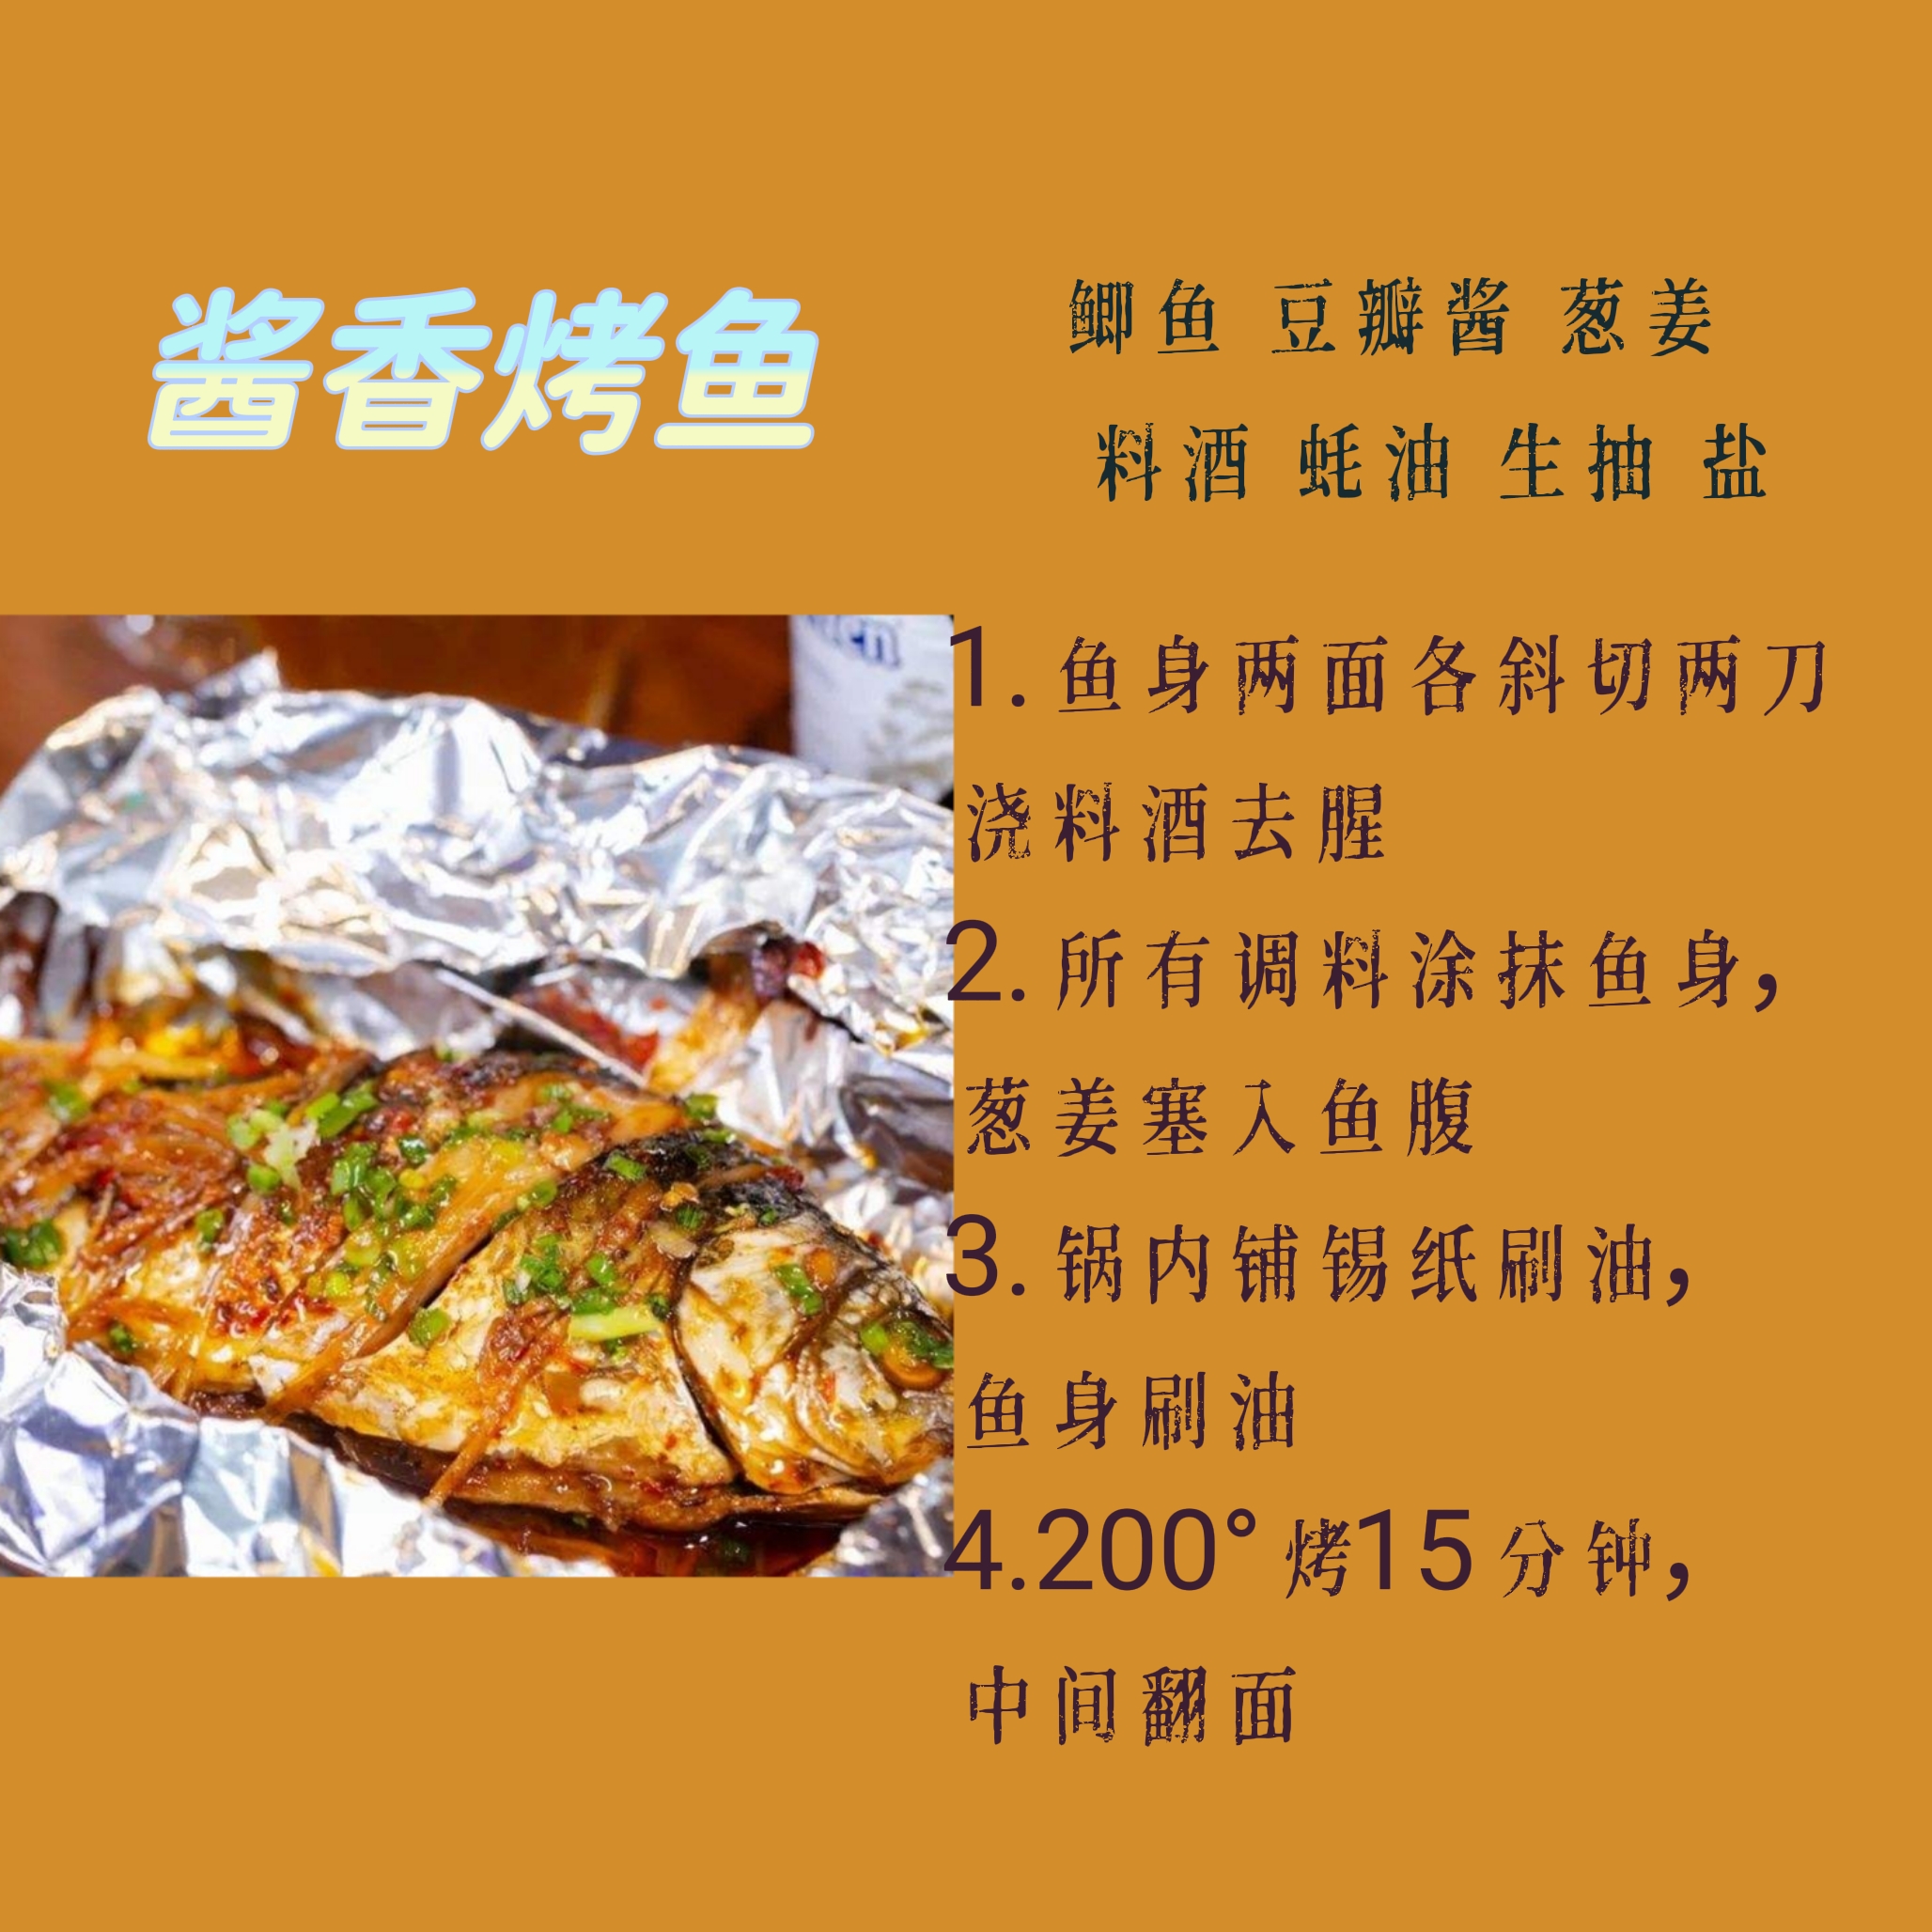 酱香烤鱼
鲫鱼 豆瓣酱 葱姜
料酒 蚝油 生抽 盐
1. 鱼身两面各斜切两刀
浇料酒去腥
2. 所有调料涂抹鱼身,
葱姜塞入鱼腹
3. 锅内铺锡纸刷油,
鱼身刷油
4.200° 烤15分钟,
中间翻面